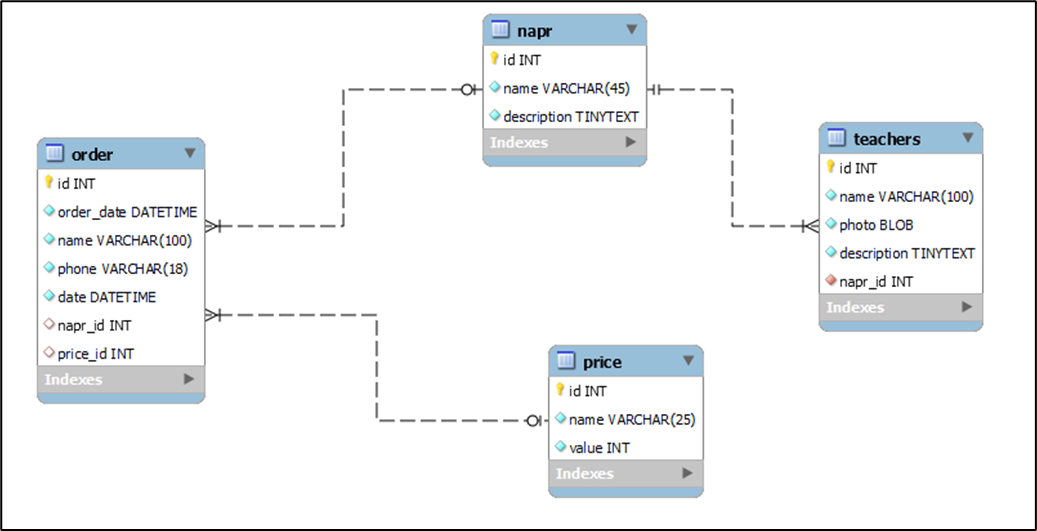 napr
id INT
name VARCHAR(45)
description TINYTEXT
Indexes
order
id INT
order_date DATETIME
name VARCHAR(100)
phone VARCHAR(18)
date DATETIME
napr_id INT
price_id INT
Indexes
teachers
id INT
name VARCHAR(100)
photo BLOB
description TINYTEXT
napr_id INT
Indexes
price
id INT
name VARCHAR(25)
value INT
Indexes